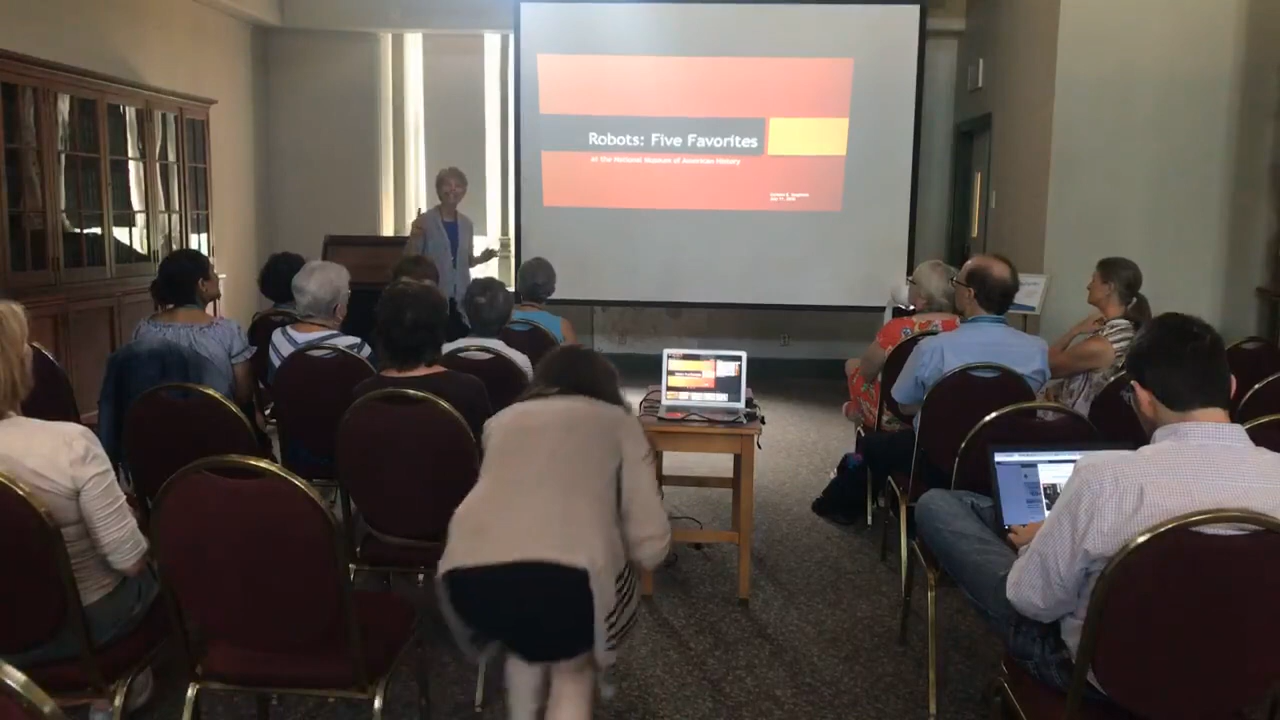 Robots: Five Favorites
at the National Museum of American History